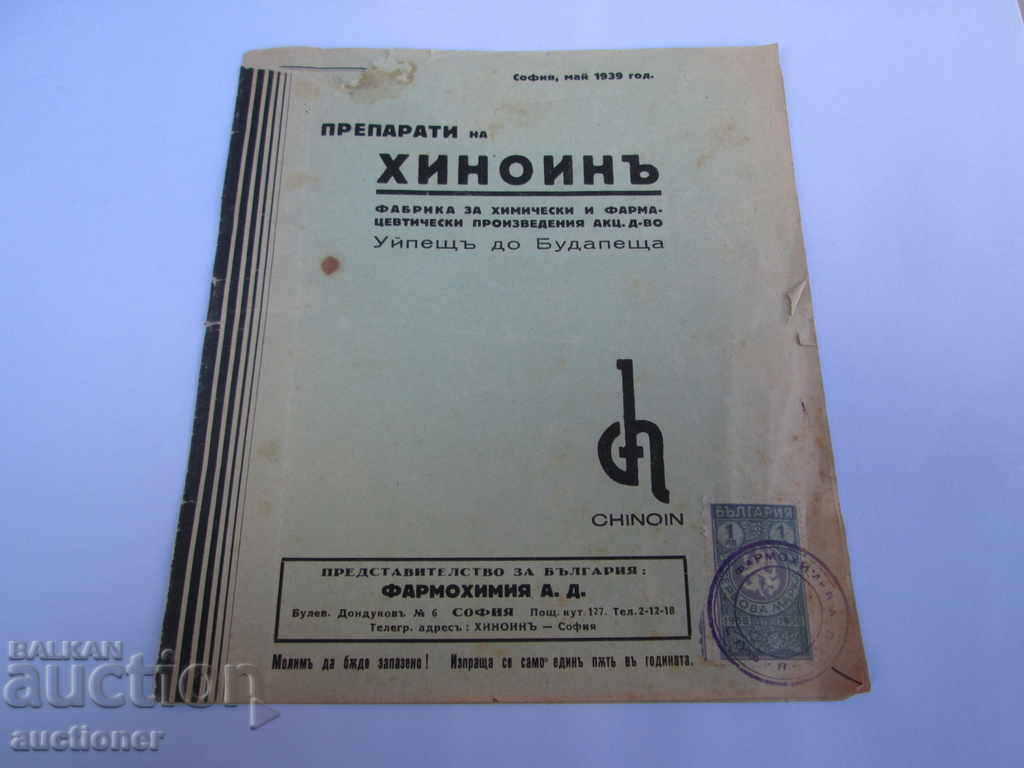 София, май 1939 год.
ПРЕПАРАТИ на
ХИНОИНЪ
ФАБРИКА ЗА ХИМИЧЕСКИ И ФАРМА-
ЦЕВТИЧЕСКИ ПРОИЗВЕДЕНИЯ АКЦ. Д-ВО
Уйпещъ до Будапеща
CHINOIN
БЪЛГАРИЯ
1 1
ПРЕДСТАВИТЕЛСТВО ЗА БЪЛГАРИЯ:
ФАРМОХИМИЯ А. Д.
Булев. Дондуковъ № 6 СОФИЯ Пощ. кут. 127. Тел. 2-12-18
Телегр. адресъ: ХИНОИНЪ — София
Молимъ да бѫде запазено! Изпраща се само единъ пѫть въ годината.
BALKAN
auction
auctioner